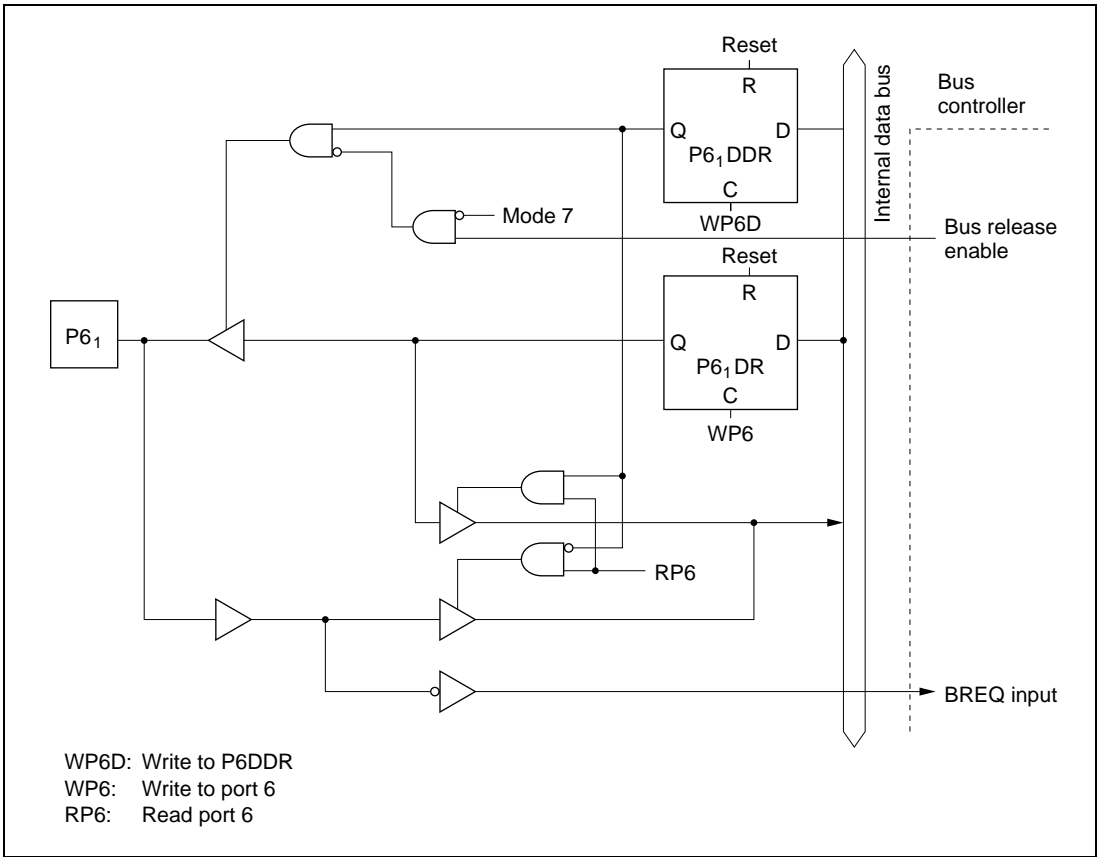 Reset
R
Q
D
P6₁DDR
C
WP6D
Internal data bus
Bus
controller
Mode 7
Bus release
enable
Reset
R
P6₁
Q
D
P6₁DR
C
WP6
RP6
BREQ input
WP6D: Write to P6DDR
WP6: Write to port 6
RP6: Read port 6